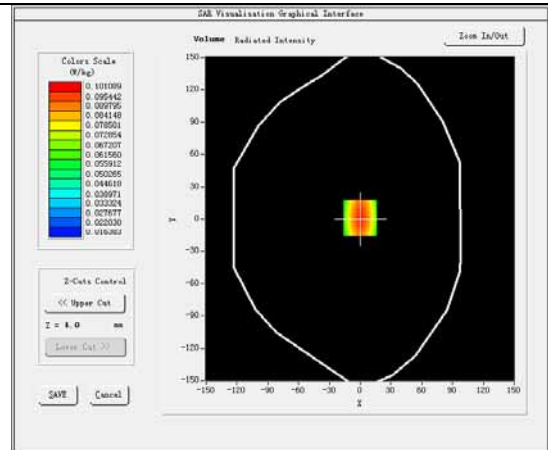 SAR Visualisation Graphical Interface
Volume Radiated Intensity
Zoom In/Out
Colors Scale
(W/kg)
0.101089
0.095442
0.089795
0.084148
0.078501
0.072854
0.067207
0.061560
0.055912
0.050265
0.044618
0.038971
0.033324
0.027677
0.022030
0.016383
Z-Cuts Control
<< Upper Cut
Z = 4.0 mm
Lower Cut >>
SAVE
Cancel
150
120
90
60
30
Y 0
-30
-60
-90
-120
-150
-150 -120 -90 -60 -30 0 30 60 90 120 150
X